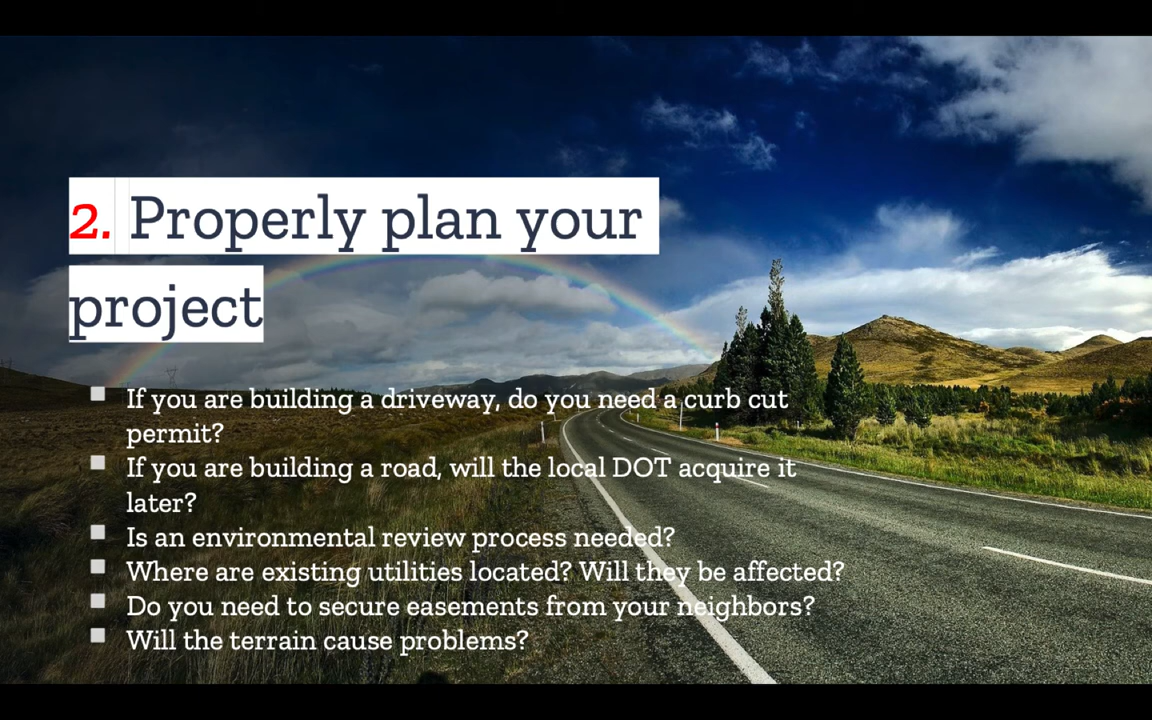 2. Properly plan your
project
If you are building a driveway, do you need a curb cut
permit?
If you are building a road, will the local DOT acquire it
later?
Is an environmental review process needed?
Where are existing utilities located? Will they be affected?
Do you need to secure easements from your neighbors?
Will the terrain cause problems?